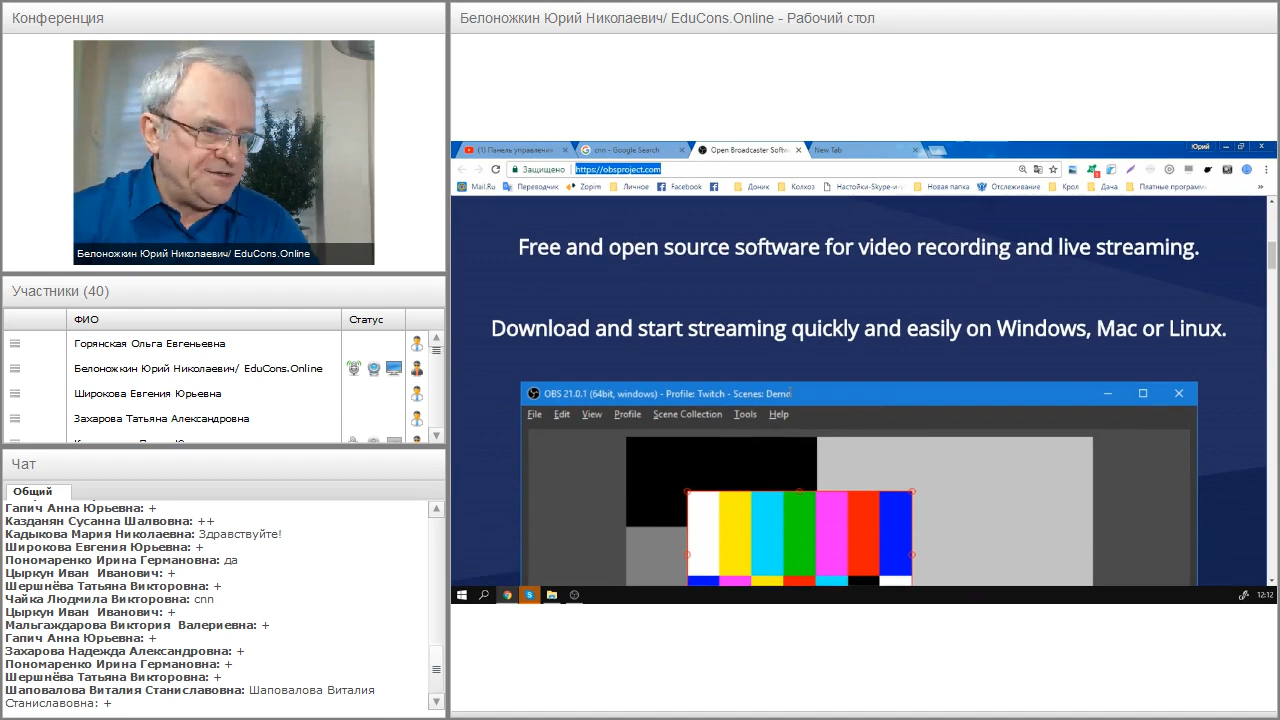 Конференция
Белоножкин Юрий Николаевич/ EduCons.Online
Участники (40)
ФИО
Статус
Горянская Ольга Евгеньевна
Белоножкин Юрий Николаевич/ EduCons.Online
Широкова Евгения Юрьевна
Захарова Татьяна Александровна
Чат
Общий
Гапич Анна Юрьевна: +
Казданян Сусанна Шалвовна: ++
Кадыкова Мария Николаевна: Здравствуйте!
Широкова Евгения Юрьевна: +
Пономаренко Ирина Германовна: да
Цыркун Иван Иванович: +
Шершнёва Татьяна Викторовна: +
Чайка Людмила Викторовна: cnn
Цыркун Иван Иванович: +
Мальгаждарова Виктория Валериевна: +
Гапич Анна Юрьевна: +
Захарова Надежда Александровна: +
Пономаренко Ирина Германовна: +
Шершнёва Татьяна Викторовна: +
Шаповалова Виталия Станиславовна: Шаповалова Виталия
Станиславовна: +
Белоножкин Юрий Николаевич/ EduCons.Online - Рабочий стол
(1) Панель управления
cnn - Google Search
Open Broadcaster Softw
New Tab
Юрий
Защищено
https://obsproject.com
Mail.Ru
Переводчик
Zopim
Личное
Facebook
Доник
Колхоз
Настройки-Skype-и
Новая папка
Отслеживание
Крол
Дача
Платные програм
»
Free and open source software for video recording and live streaming.
Download and start streaming quickly and easily on Windows, Mac or Linux.
OBS 21.0.1 (64bit, windows) - Profile: Twitch - Scenes: Demo
File Edit View Profile Scene Collection Tools Help
12:12